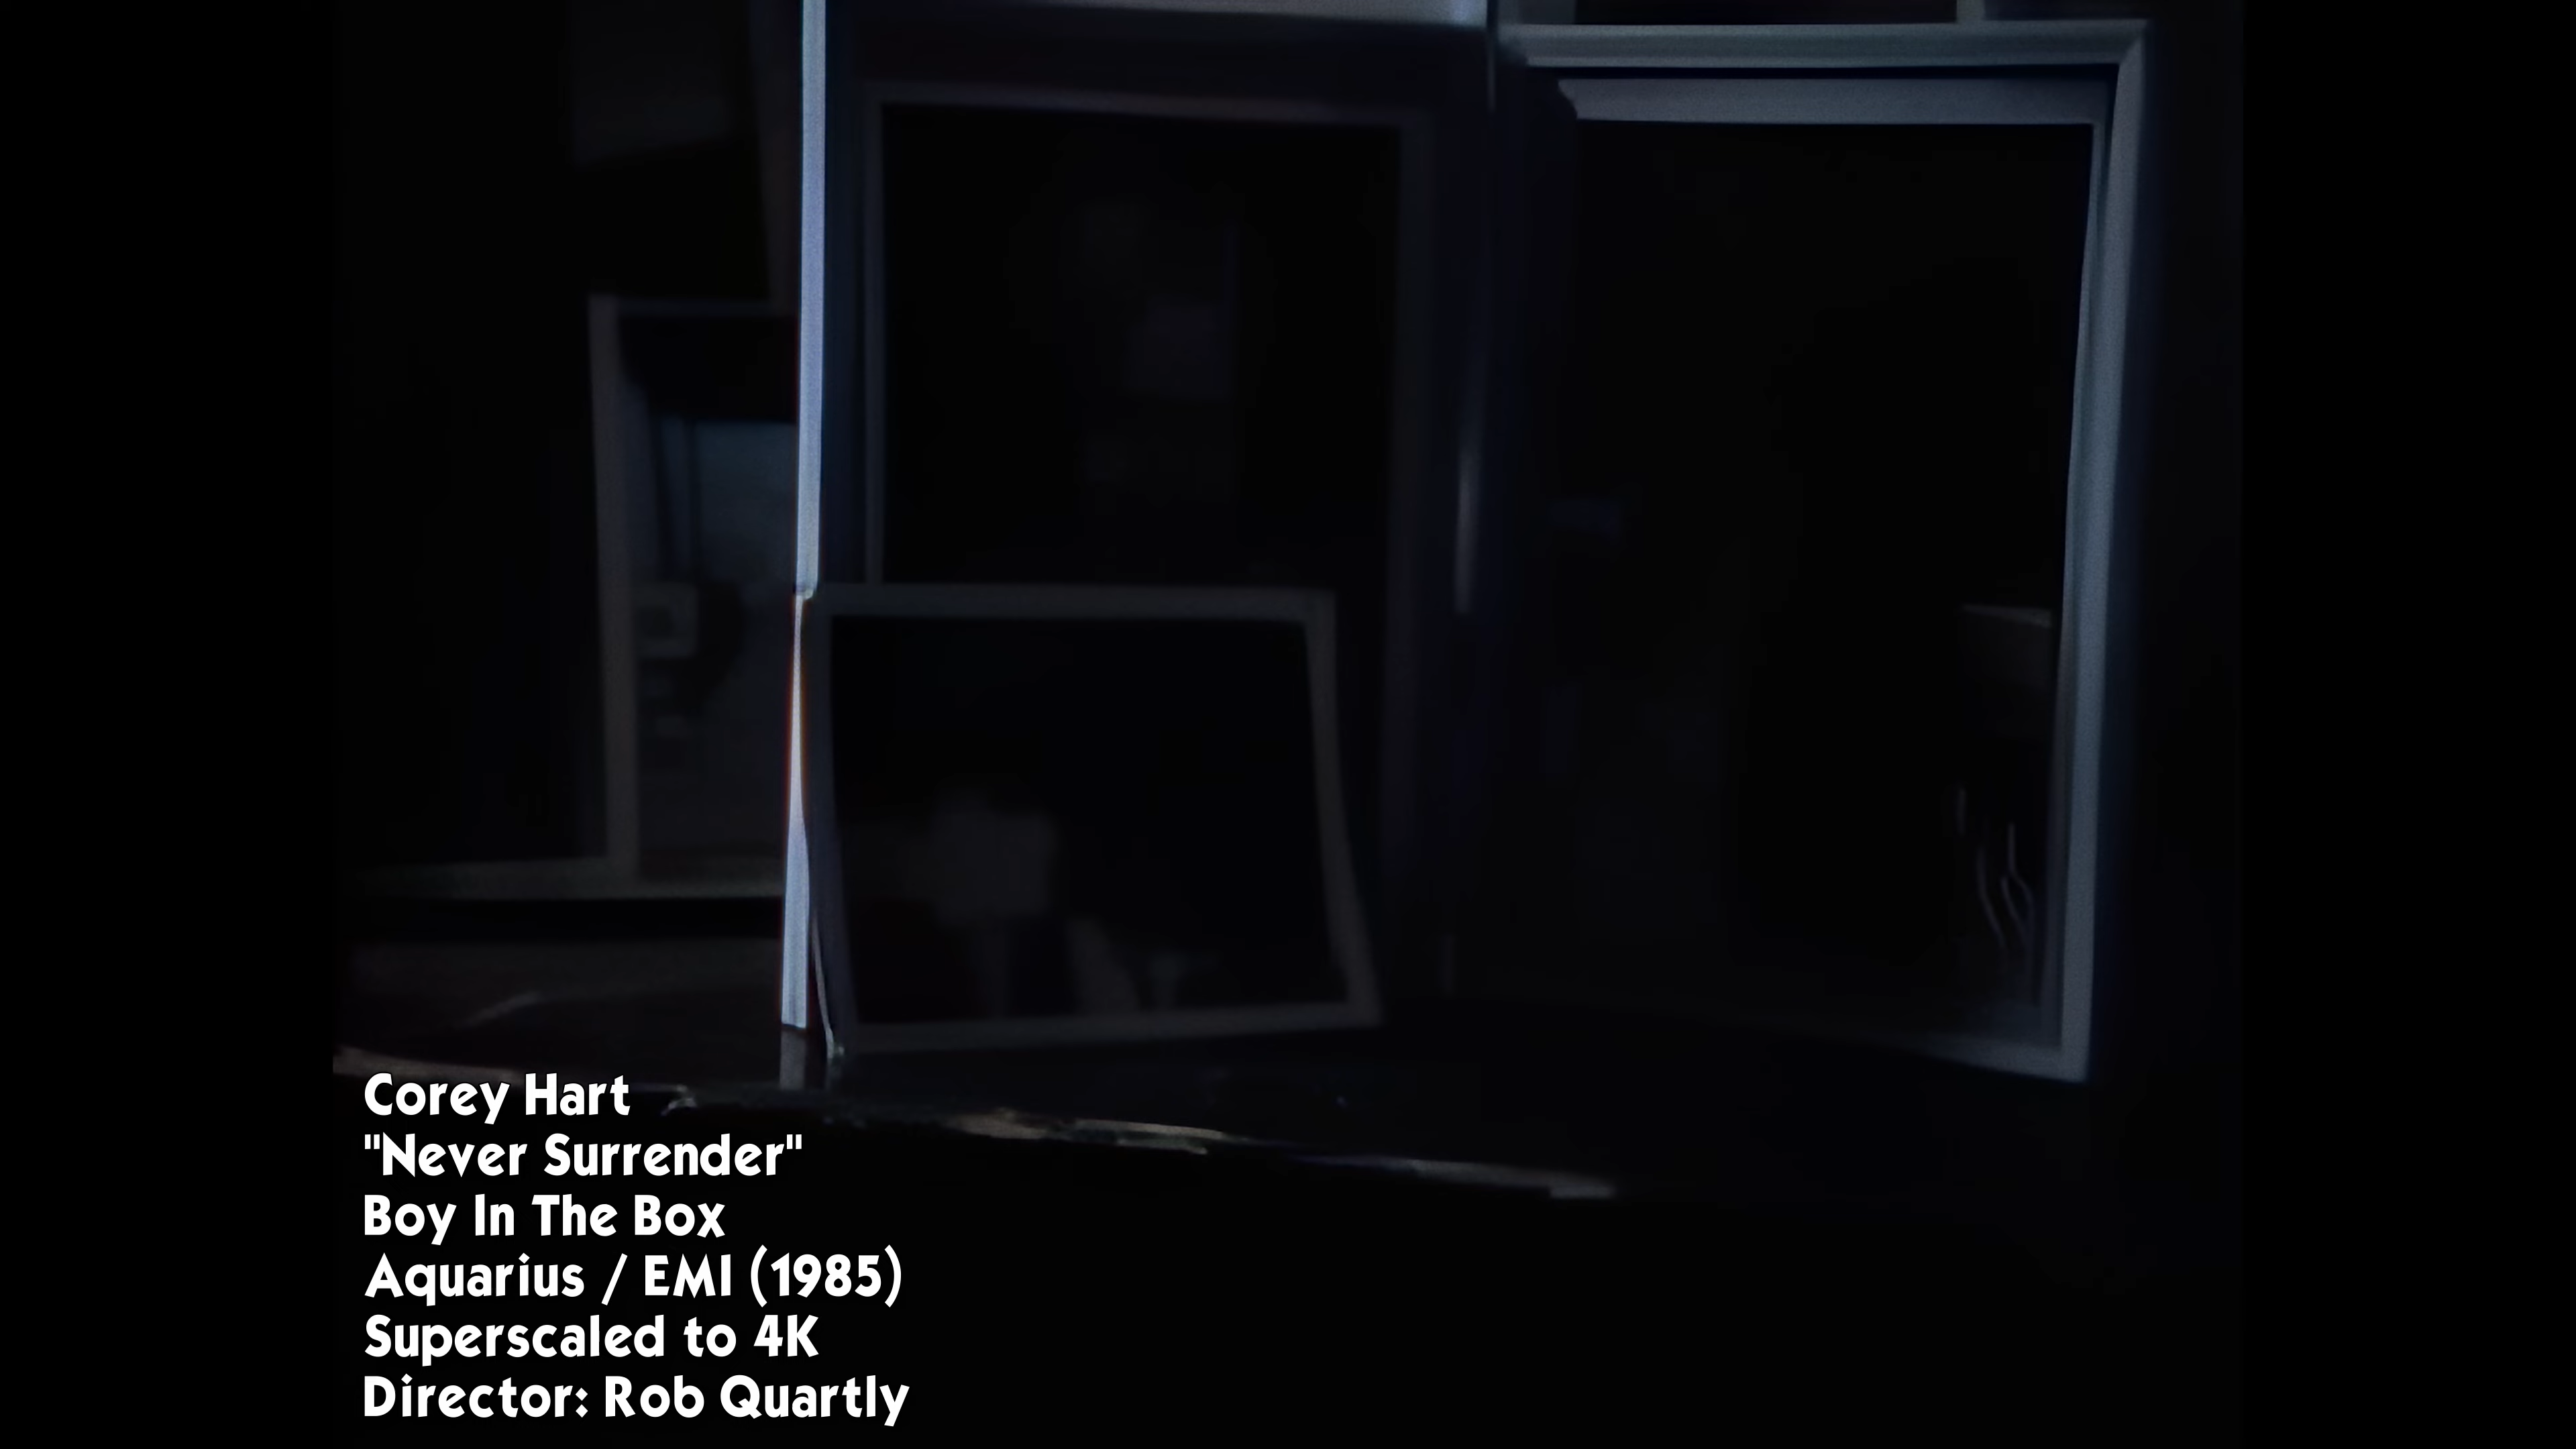 Corey Hart
"Never Surrender"
Boy In The Box
Aquarius / EMI (1985)
Superscaled to 4K
Director: Rob Quartly